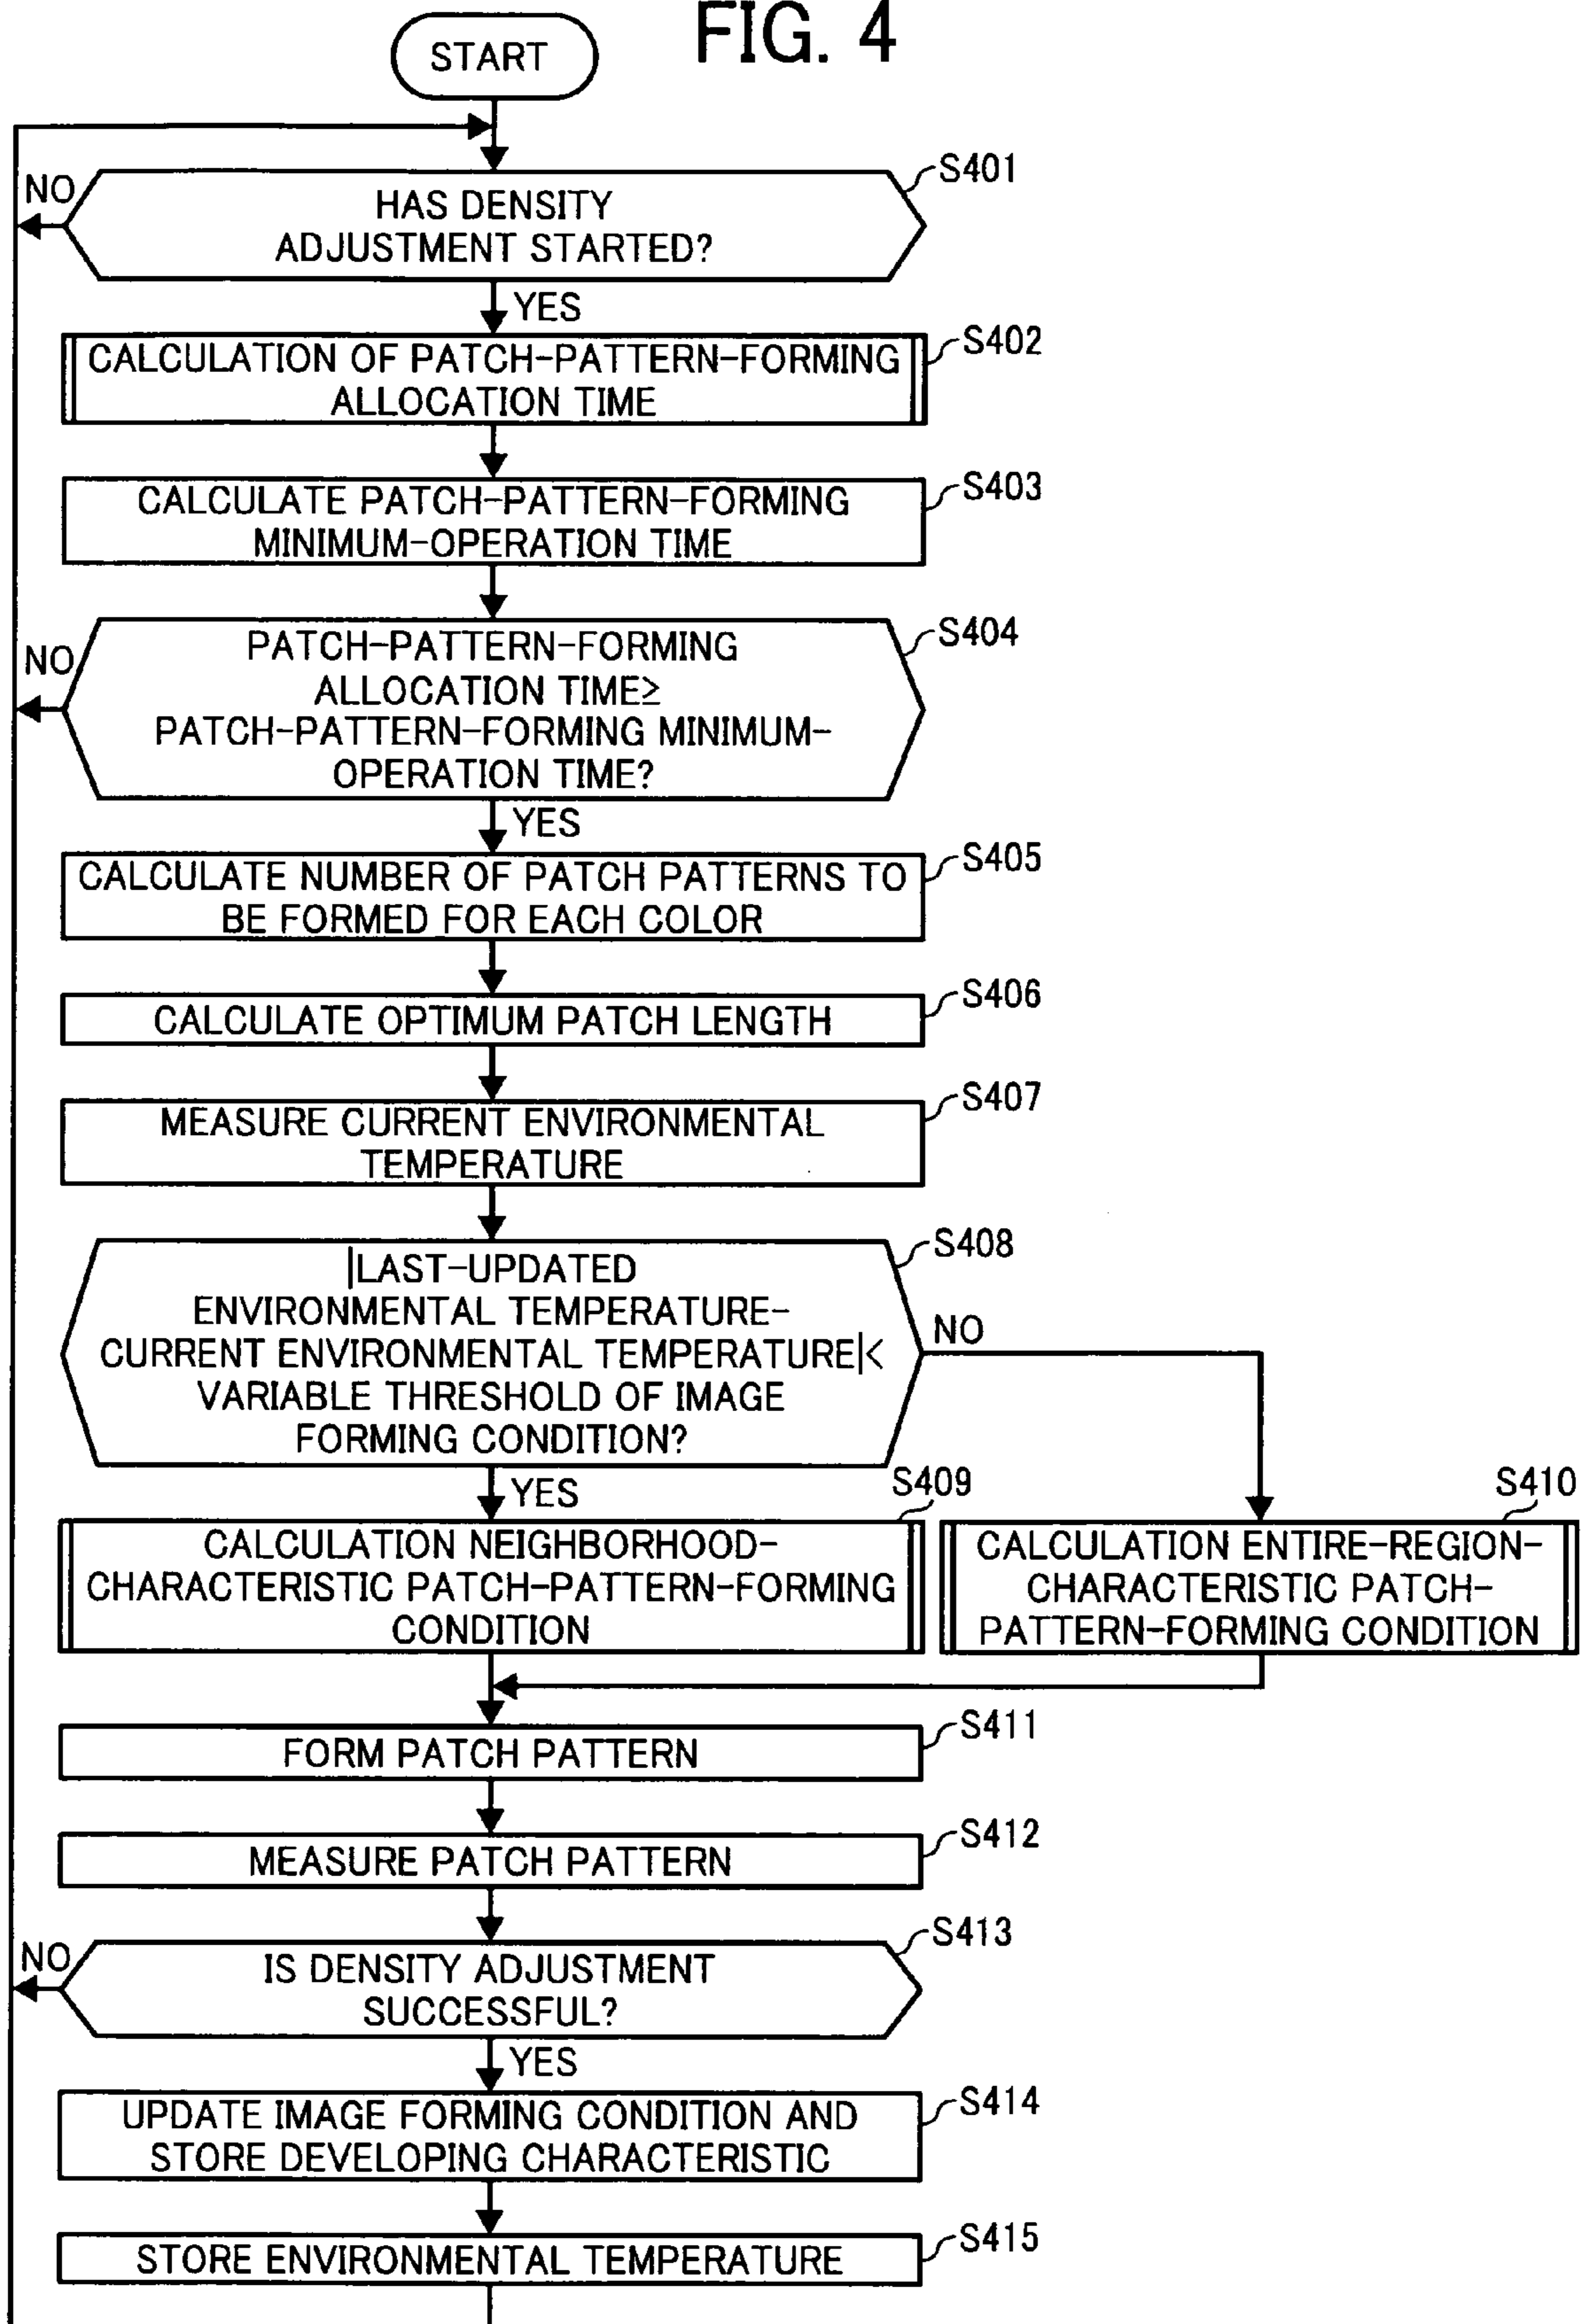 FIG. 4
START
S401
NO
HAS DENSITY
ADJUSTMENT STARTED?
YES
S402
CALCULATION OF PATCH-PATTERN-FORMING
ALLOCATION TIME
S403
CALCULATE PATCH-PATTERN-FORMING
MINIMUM-OPERATION TIME
S404
NO
PATCH-PATTERN-FORMING
ALLOCATION TIME≥
PATCH-PATTERN-FORMING MINIMUM-
OPERATION TIME?
YES
S405
CALCULATE NUMBER OF PATCH PATTERNS TO
BE FORMED FOR EACH COLOR
S406
CALCULATE OPTIMUM PATCH LENGTH
S407
MEASURE CURRENT ENVIRONMENTAL
TEMPERATURE
S408
|LAST-UPDATED
ENVIRONMENTAL TEMPERATURE-
CURRENT ENVIRONMENTAL TEMPERATURE|<
VARIABLE THRESHOLD OF IMAGE
FORMING CONDITION?
NO
YES
S409
CALCULATION NEIGHBORHOOD-
CHARACTERISTIC PATCH-PATTERN-FORMING
CONDITION
S410
CALCULATION ENTIRE-REGION-
CHARACTERISTIC PATCH-
PATTERN-FORMING CONDITION
S411
FORM PATCH PATTERN
S412
MEASURE PATCH PATTERN
S413
NO
IS DENSITY ADJUSTMENT
SUCCESSFUL?
YES
S414
UPDATE IMAGE FORMING CONDITION AND
STORE DEVELOPING CHARACTERISTIC
S415
STORE ENVIRONMENTAL TEMPERATURE